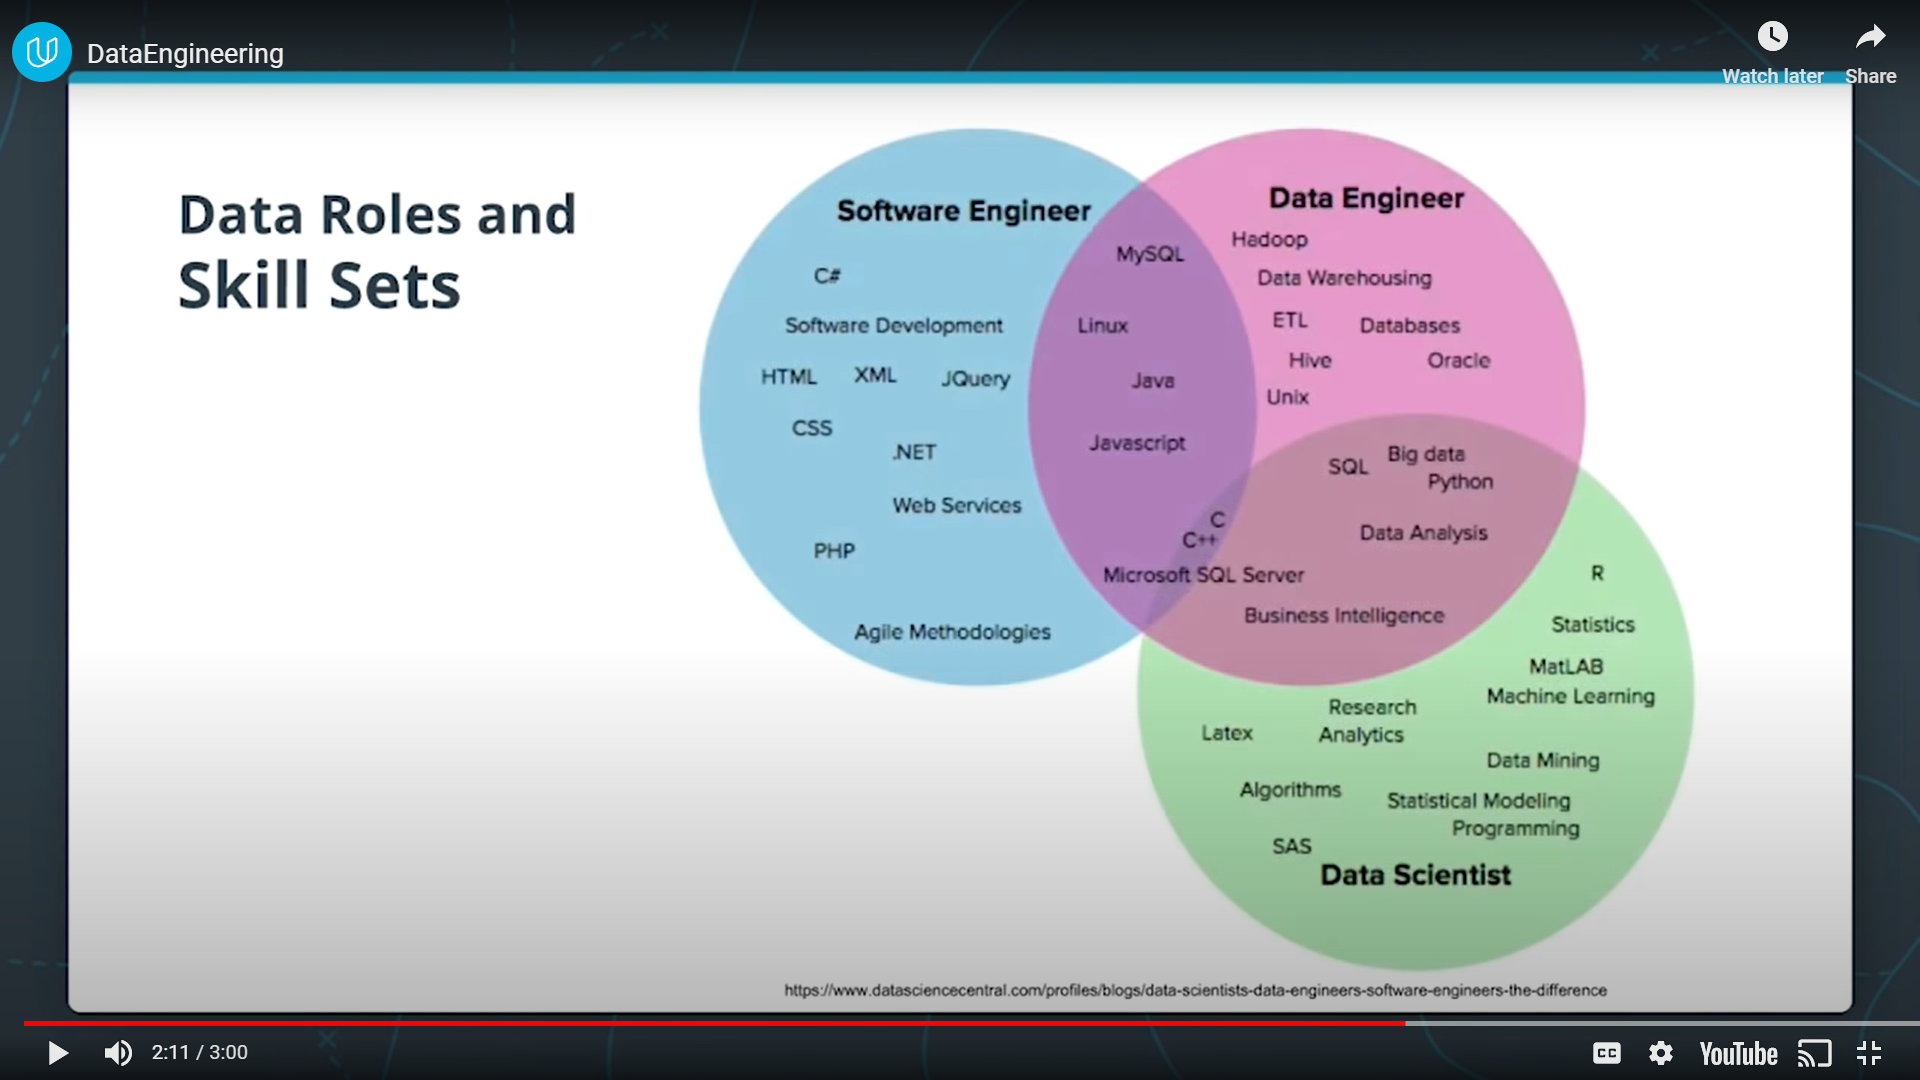 DataEngineering
Watch later
Share
Data Roles and
Skill Sets
Software Engineer
C#
Software Development
HTML
XML
JQuery
CSS
.NET
Web Services
PHP
Agile Methodologies
MySQL
Linux
Java
Javascript
C
C++
Microsoft SQL Server
Data Engineer
Hadoop
Data Warehousing
ETL
Databases
Hive
Oracle
Unix
SQL
Big data
Python
Data Analysis
Business Intelligence
R
Statistics
MatLAB
Machine Learning
Research
Latex
Analytics
Data Mining
Algorithms
Statistical Modeling
Programming
SAS
Data Scientist
https://www.datasciencecentral.com/profiles/blogs/data-scientists-data-engineers-software-engineers-the-difference
2:11 / 3:00
CC
YouTube